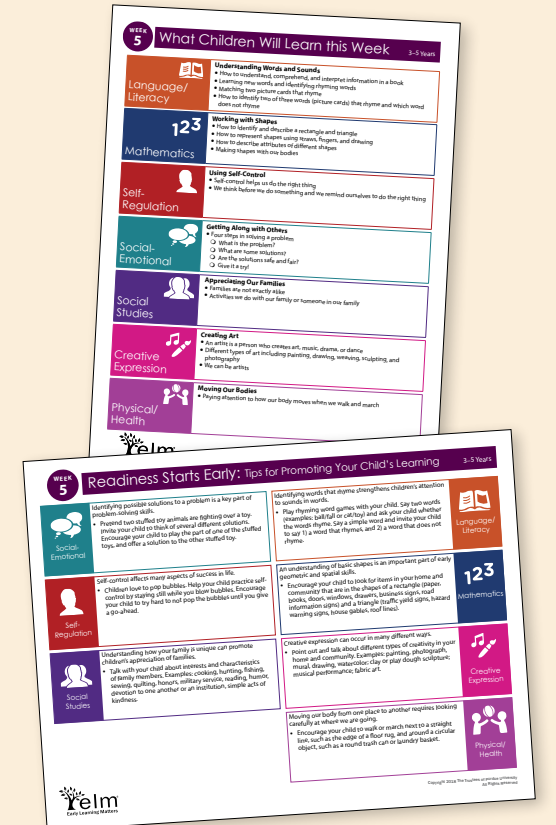 WEEK
5
What Children Will Learn this Week
3–5 Years
Language/
Literacy
Understanding Words and Sounds
• How to understand, comprehend, and interpret information in a book
• Learning new words and identifying rhyming words
• Matching two picture cards that rhyme
• How to identify two of three words (picture cards) that rhyme and which word
does not rhyme
123
Mathematics
Working with Shapes
• How to identify and describe a rectangle and triangle
• How to represent shapes using straws, fingers, and drawing
• How to describe attributes of different shapes
• Making shapes with our bodies
Self-
Regulation
Using Self-Control
• Self-control helps us do the right thing
• We think before we do something and we remind ourselves to do the right thing
Social-
Emotional
Getting Along with Others
• Four steps in solving a problem
❍ What is the problem?
❍ What are some solutions?
❍ Are the solutions safe and fair?
❍ Give it a try!
Social
Studies
Appreciating Our Families
• Families are not exactly alike
• Activities we do with our family or someone in our family
Creative
Expression
Creating Art
• An artist is a person who creates art, music, drama, or dance
• Different types of art including painting, drawing, weaving, sculpting, and
photography
• We can be artists
Physical/
Health
Moving Our Bodies
• Paying attention to how our body moves when we walk and march
elm
WEEK
5
Readiness Starts Early: Tips for Promoting Your Child's Learning
3–5 Years
Social-
Emotional
Identifying possible solutions to a problem is a key part of
problem-solving skills.
• Pretend two stuffed toy animals are fighting over a toy.
Invite your child to think of several different solutions.
Encourage your child to play the part of one of the stuffed
toys, and offer a solution to the other stuffed toy.
Self-
Regulation
Self-control affects many aspects of success in life.
• Children love to pop bubbles. Help your child practice self-
control by staying still while you blow bubbles. Encourage
your child to try hard to not pop the bubbles until you give
a go-ahead.
Social
Studies
Understanding how your family is unique can promote
children's appreciation of families.
• Talk with your child about interests and characteristics
of family members. Examples: cooking, hunting, fishing,
sewing, quilting, honors, military service, reading, humor,
devotion to one another or an institution, simple acts of
kindness.
Identifying words that rhyme strengthens children's attention
to sounds in words.
• Play rhyming word games with your child. Say two words
(examples: ball/fall or cat/toy) and ask your child whether
the words rhyme. Say a simple word and invite your child
to say 1) a word that rhymes, and 2) a word that does not
rhyme.
Language/
Literacy
An understanding of basic shapes is an important part of early
geometric and spatial skills.
• Encourage your child to look for items in your home and
community that are in the shapes of a rectangle (paper,
books, doors, windows, drawers, business signs, road
information signs) and a triangle (traffic yield signs, hazard
warning signs, house gables, roof lines).
123
Mathematics
Creative expression can occur in many different ways.
• Point out and talk about different types of creativity in your
home and community. Examples: painting, photograph,
mural, drawing, watercolor; clay or play dough sculpture;
musical performance; fabric art.
Creative
Expression
Moving our body from one place to another requires looking
carefully at where we are going.
• Encourage your child to walk or march next to a straight
line, such as the edge of a floor rug, and around a circular
object, such as a round trash can or laundry basket.
Physical/
Health
elm
Early Learning Matters
Copyright 2018 The Trustees of Purdue University
All Rights Reserved